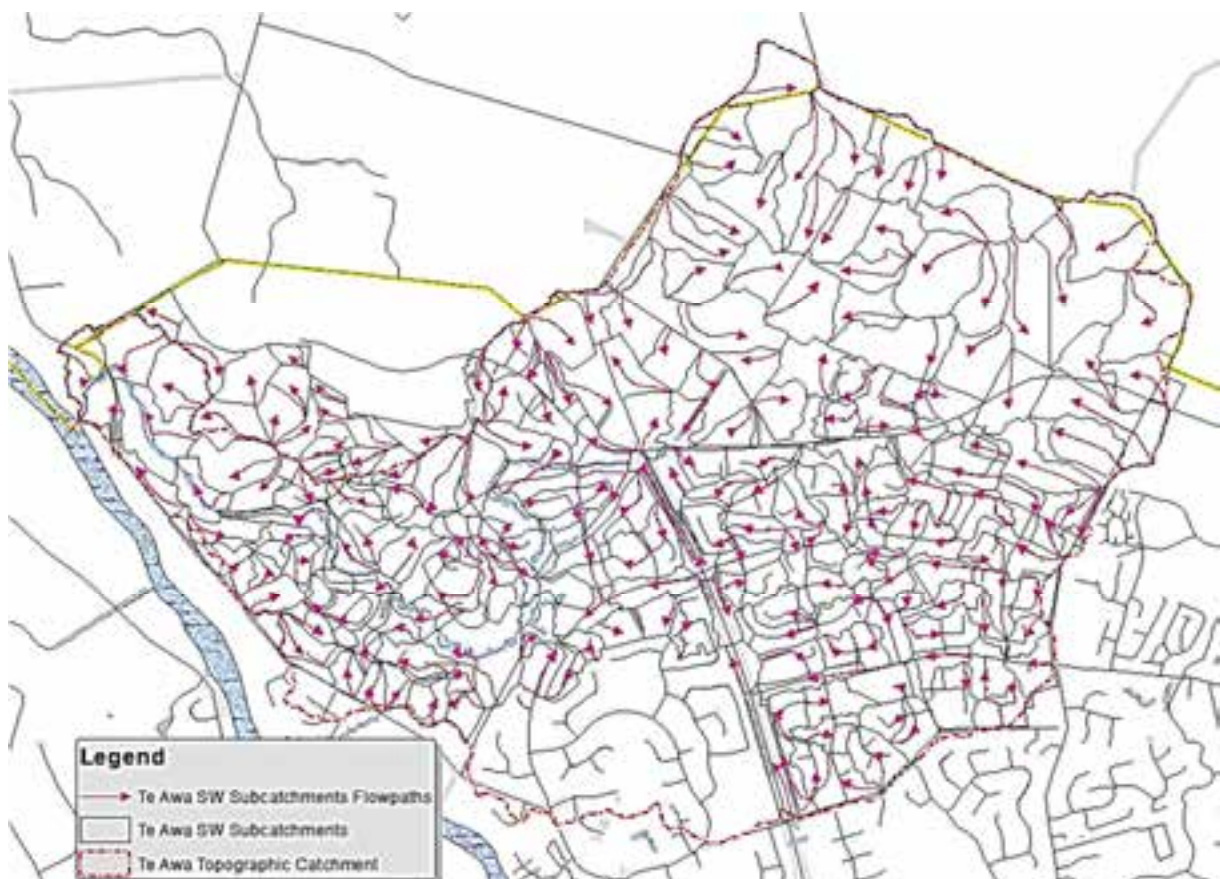 Legend
Te Awa SW Subcatchments Flowpaths
Te Awa SW Subcatchments
Te Awa Topographic Catchment